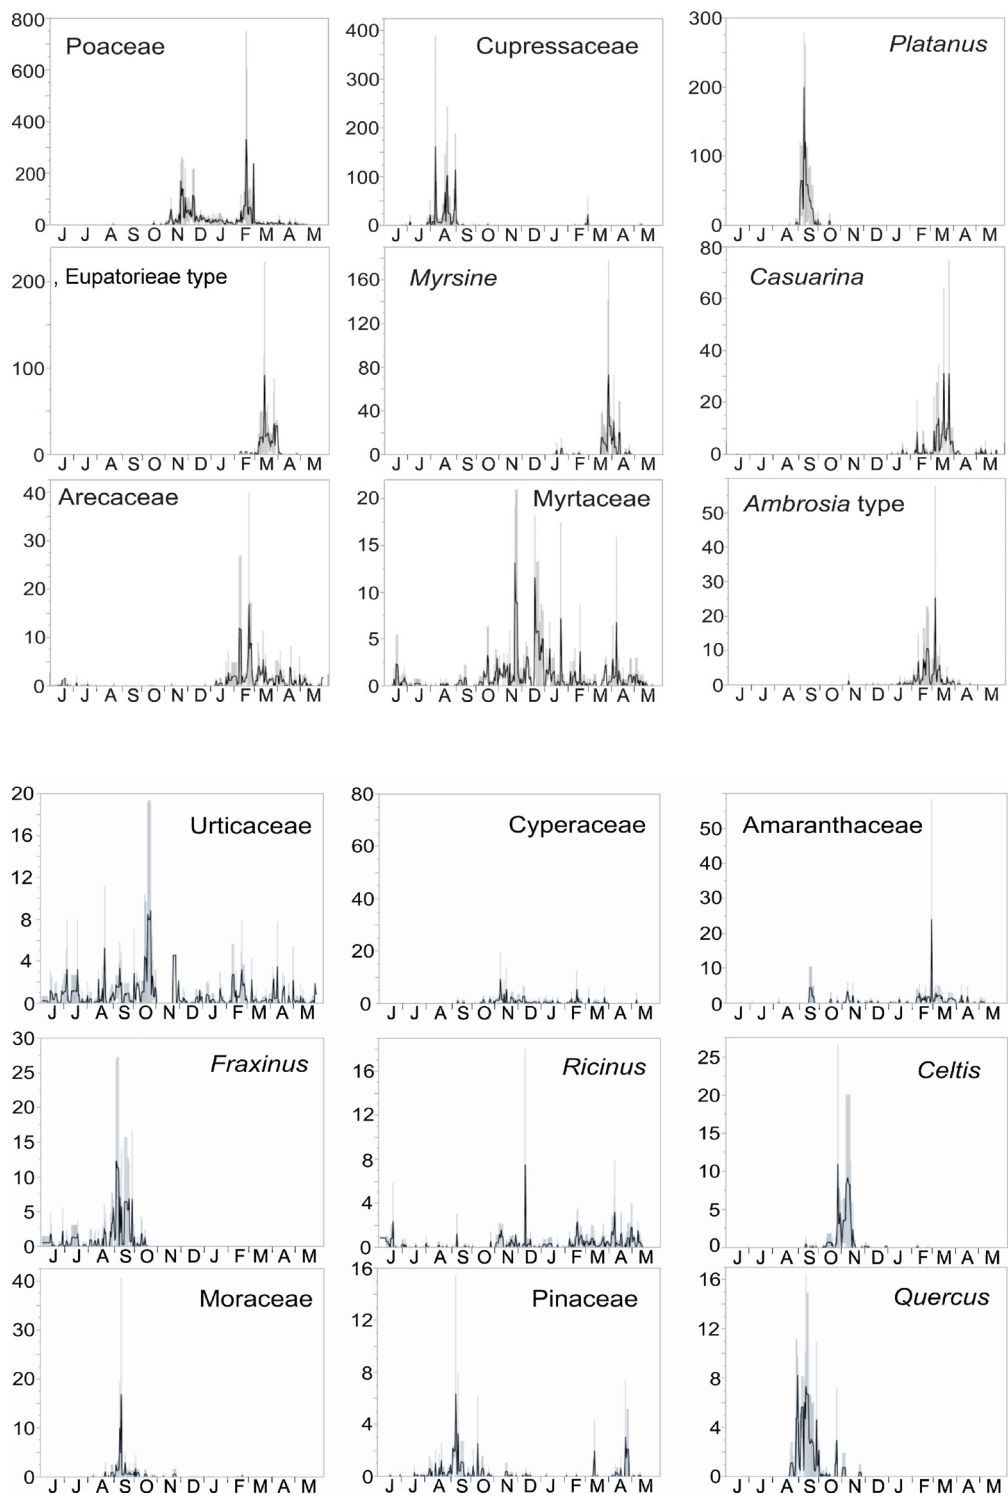 Poaceae
800
600
400
200
0
J J A S O N D J F M A M
Cupressaceae
400
300
200
100
0
J J A S O N D J F M A M
Platanus
300
200
100
0
J J A S O N D J F M A M
, Eupatorieae type
200
100
0
J J A S O N D J F M A M
Myrsine
160
120
80
40
0
J J A S O N D J F M A M
Casuarina
80
60
40
20
0
J J A S O N D J F M A M
Arecaceae
40
30
20
10
0
J J A S O N D J F M A M
Myrtaceae
20
15
10
5
0
J J A S O N D J F M A M
Ambrosia type
50
40
30
20
10
0
J J A S O N D J F M A M
Urticaceae
20
16
12
8
4
0
J J A S O N D J F M A M
Cyperaceae
80
60
40
20
0
J J A S O N D J F M A M
Amaranthaceae
50
40
30
20
10
0
J J A S O N D J F M A M
Fraxinus
30
25
20
15
10
5
0
J J A S O N D J F M A M
Ricinus
16
12
8
4
0
J J A S O N D J F M A M
Celtis
25
20
15
10
5
0
J J A S O N D J F M A M
Moraceae
40
30
20
10
0
J J A S O N D J F M A M
Pinaceae
16
12
8
4
0
J J A S O N D J F M A M
Quercus
16
12
8
4
0
J J A S O N D J F M A M